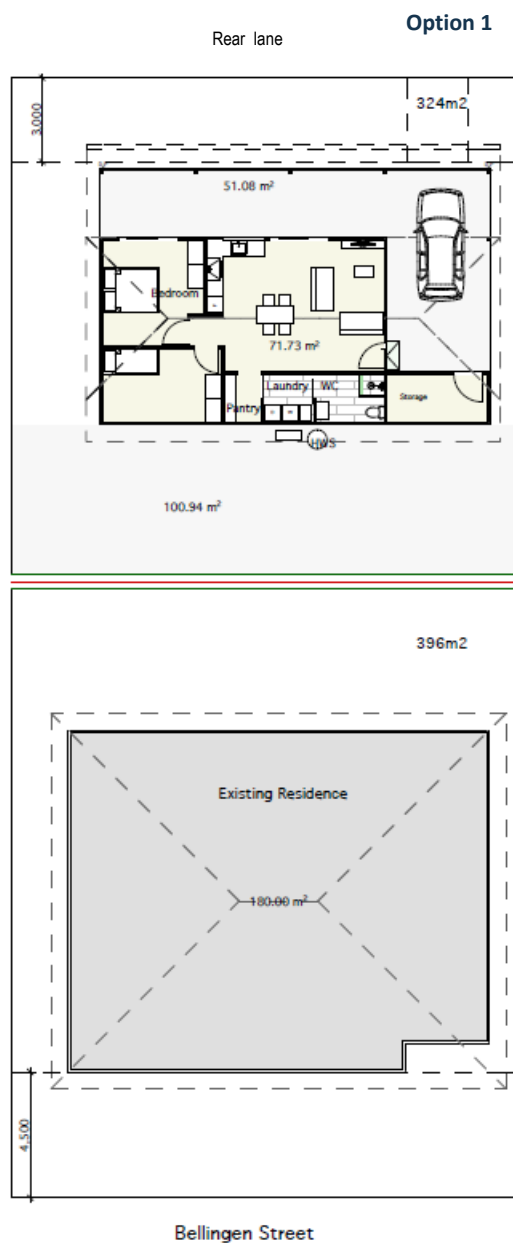 Option 1
Rear lane
324m2
3.000
51.08 m²
Bedroom
71.73 m²
Laundry WC
Storage
Pantry
HWS
100.94 m²
396m2
Existing Residence
180.00 m²
4.500
Bellingen Street